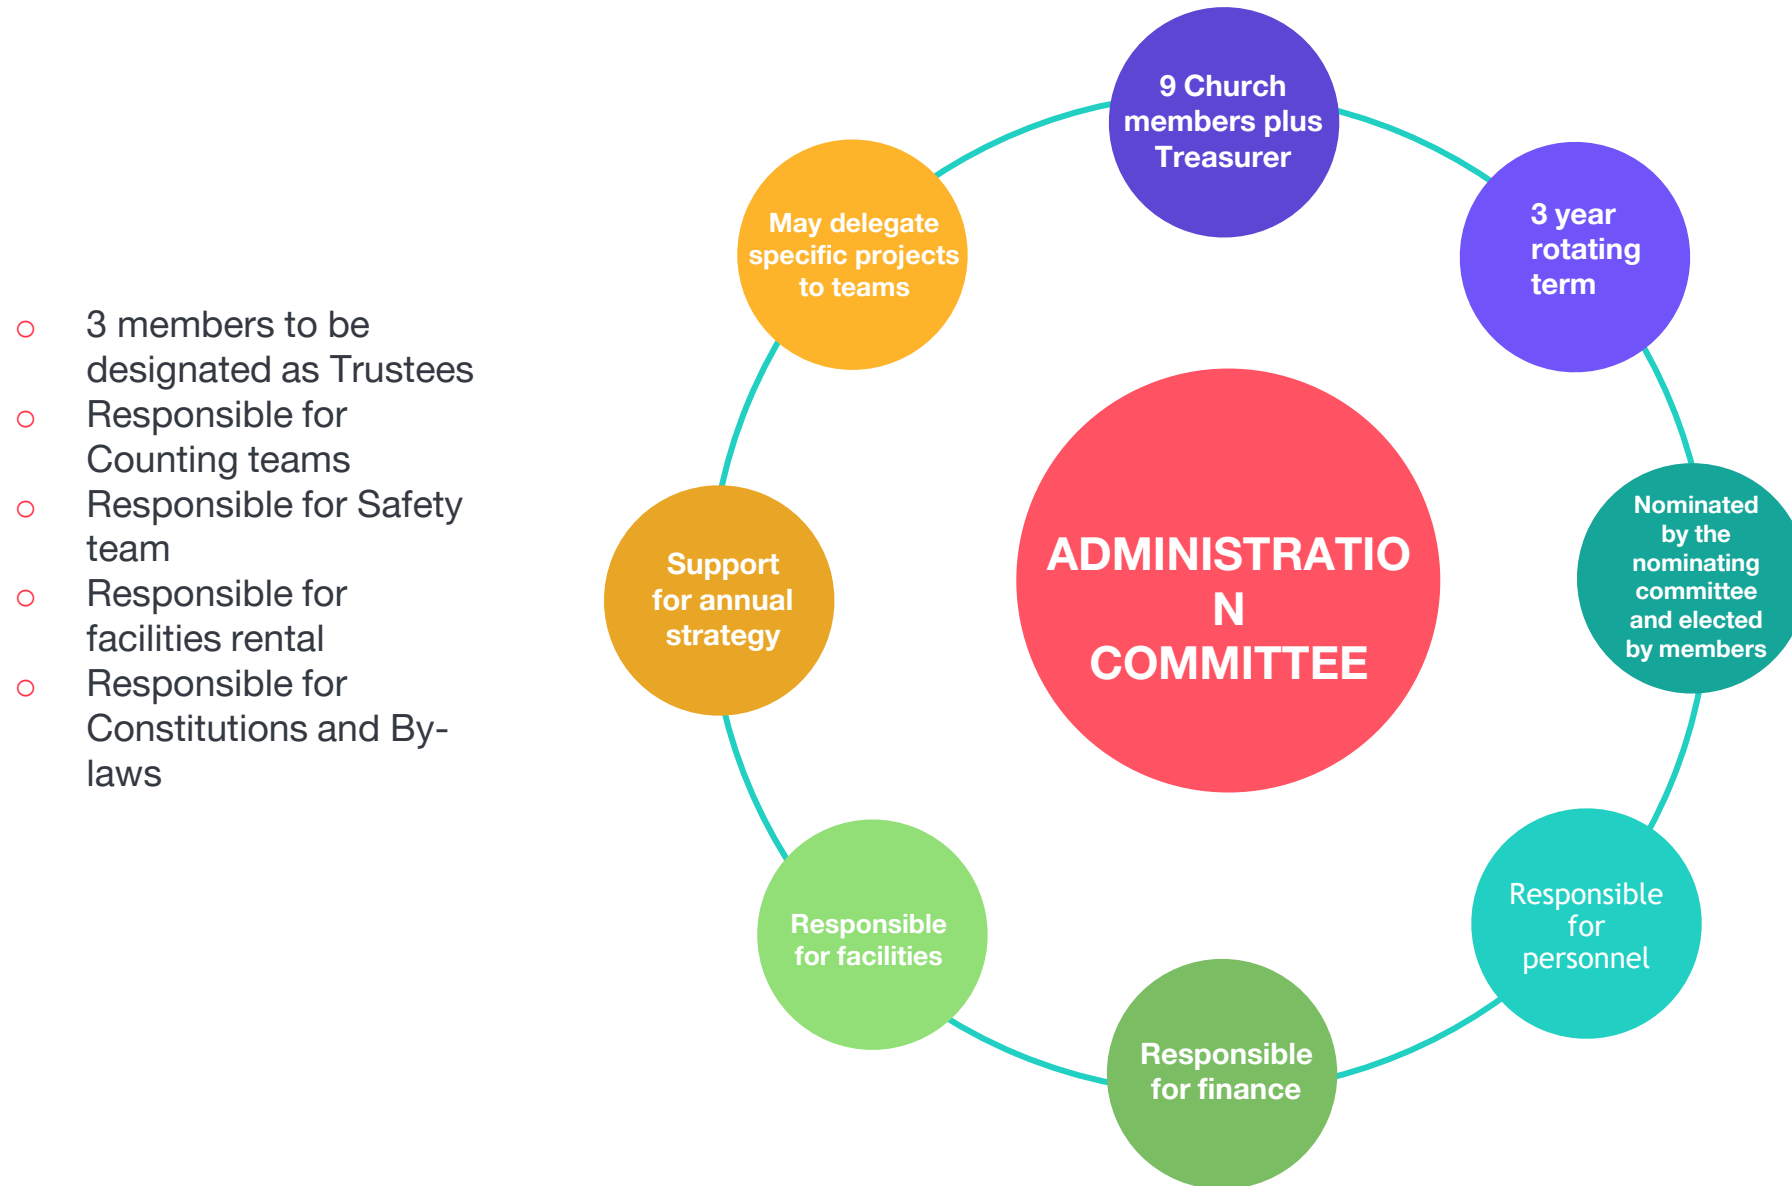 3 members to be
designated as Trustees
Responsible for
Counting teams
Responsible for Safety
team
Responsible for
facilities rental
Responsible for
Constitutions and By-
laws
9 Church
members plus
Treasurer
3 year
rotating
term
Nominated
by the
nominating
committee
and elected
by members
Responsible
for
personnel
Responsible
for finance
Responsible
for facilities
Support
for annual
strategy
May delegate
specific projects
to teams
ADMINISTRATIO
N
COMMITTEE